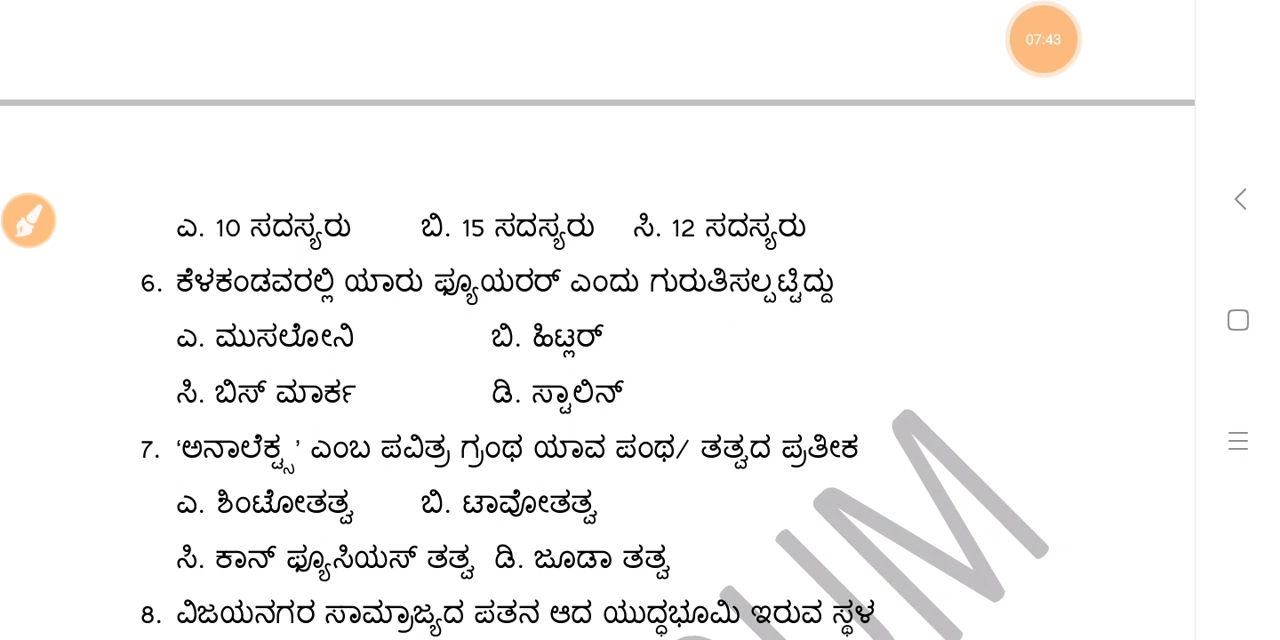 07:43
ಎ. 10 ಸದಸ್ಯರು ಬಿ. 15 ಸದಸ್ಯರು ಸಿ. 12 ಸದಸ್ಯರು
6. ಕೆಳಕಂಡವರಲ್ಲಿ ಯಾರು ಫ್ಯೂಯರರ್ ಎಂದು ಗುರುತಿಸಲ್ಪಟ್ಟಿದ್ದು
ಎ. ಮುಸಲೋನಿ ಬಿ. ಹಿಟ್ಲರ್
ಸಿ. ಬಿಸ್ ಮಾರ್ಕ ಡಿ. ಸ್ಟಾಲಿನ್
7. ‘ಅನಾಲೆಕ್ಟ್ಸ’ ಎಂಬ ಪವಿತ್ರ ಗ್ರಂಥ ಯಾವ ಪಂಥ/ ತತ್ವದ ಪ್ರತೀಕ
ಎ. ಶಿಂಟೋತತ್ವ ಬಿ. ಟಾವೋತತ್ವ
ಸಿ. ಕಾನ್ ಫ್ಯೂಸಿಯಸ್ ತತ್ವ ಡಿ. ಜೂಡಾ ತತ್ವ
8. ವಿಜಯನಗರ ಸಾಮ್ರಾಜ್ಯದ ಪತನ ಆದ ಯುದ್ಧಭೂಮಿ ಇರುವ ಸ್ಥಳ